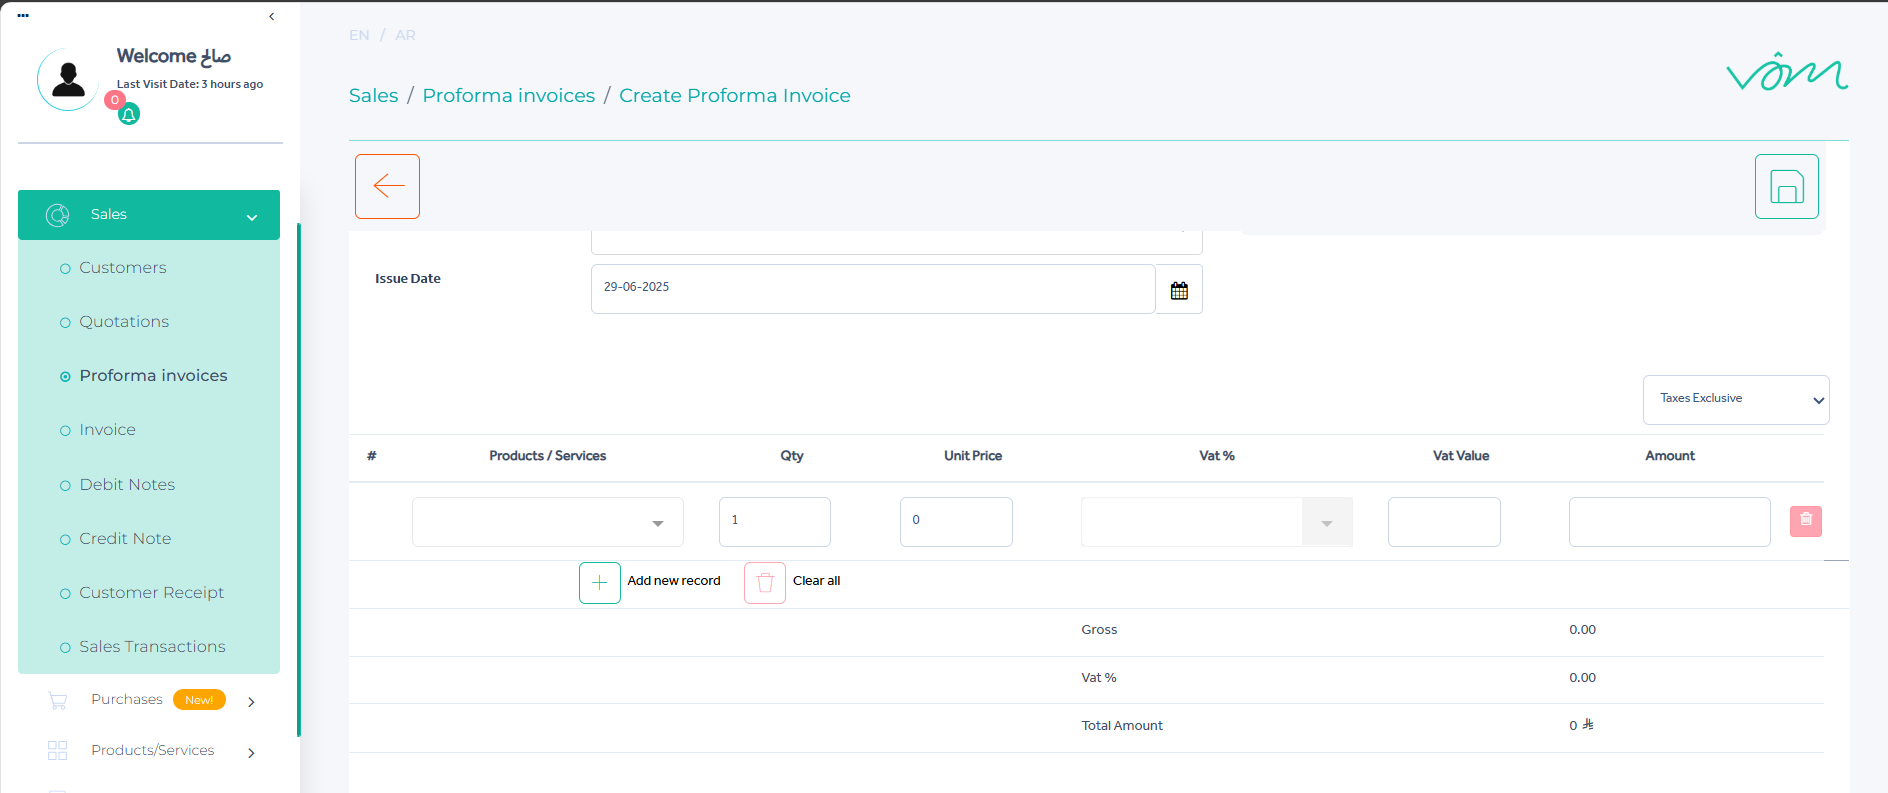 EN / AR
Welcome صالح
Last Visit Date: 3 hours ago
0
vôm
Sales / Proforma invoices / Create Proforma Invoice
Sales
Customers
Quotations
Proforma invoices
Invoice
Debit Notes
Credit Note
Customer Receipt
Sales Transactions
Purchases New!
Products/Services
Issue Date
29-06-2025
Taxes Exclusive
# Products / Services Qty Unit Price Vat % Vat Value Amount
1 0
Add new record Clear all
Gross 0.00
Vat % 0.00
Total Amount 0